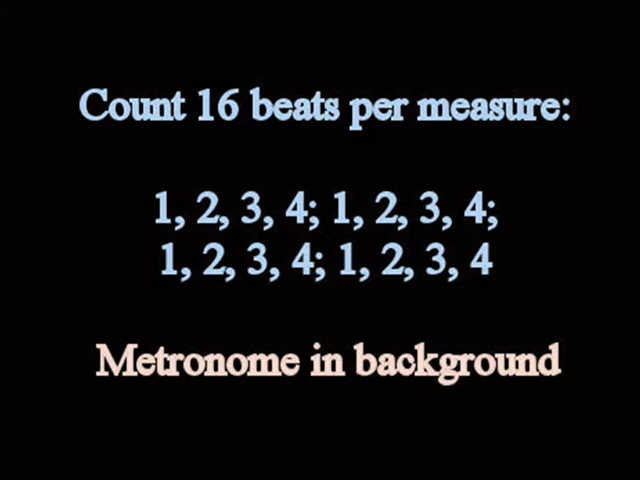 Count 16 beats per measure:
1, 2, 3, 4; 1, 2, 3, 4;
1, 2, 3, 4; 1, 2, 3, 4
Metronome in background